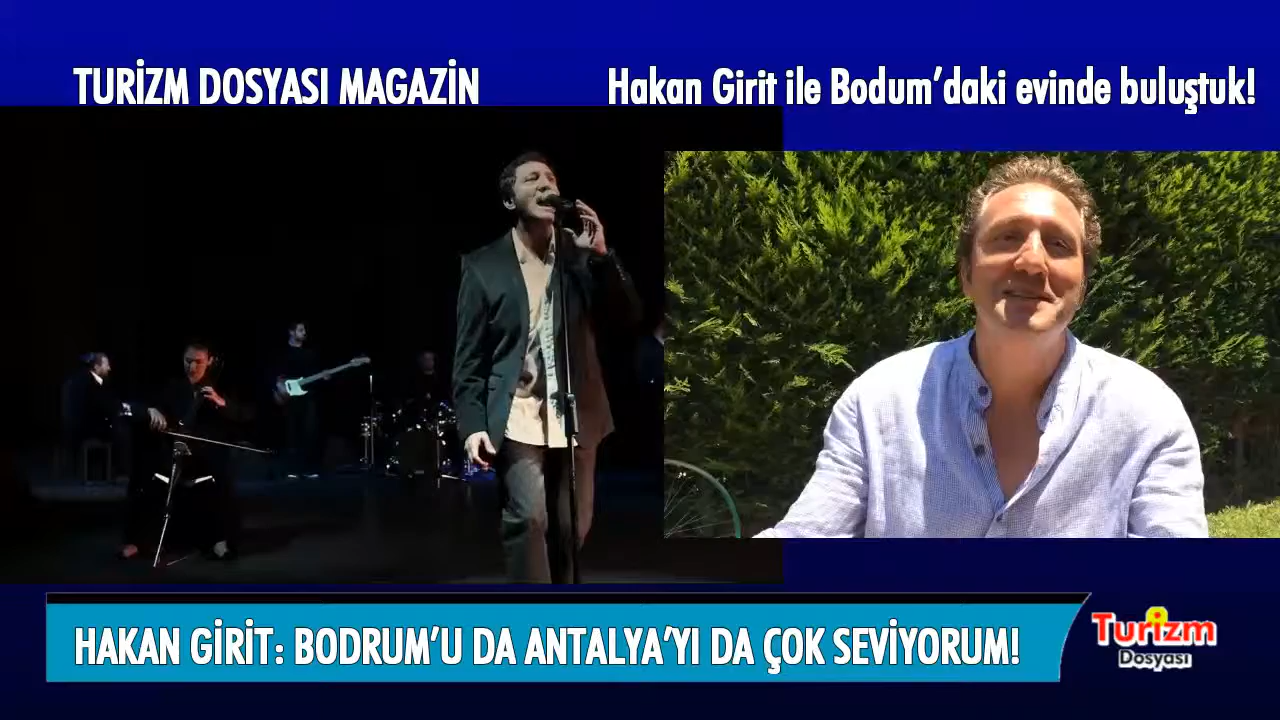 TURİZM DOSYASI MAGAZİN
Hakan Girit ile Bodum'daki evinde buluştuk!
HAKAN GİRİT: BODRUM'U DA ANTALYA'YI DA ÇOK SEVİYORUM!
Turizm
Dosyası